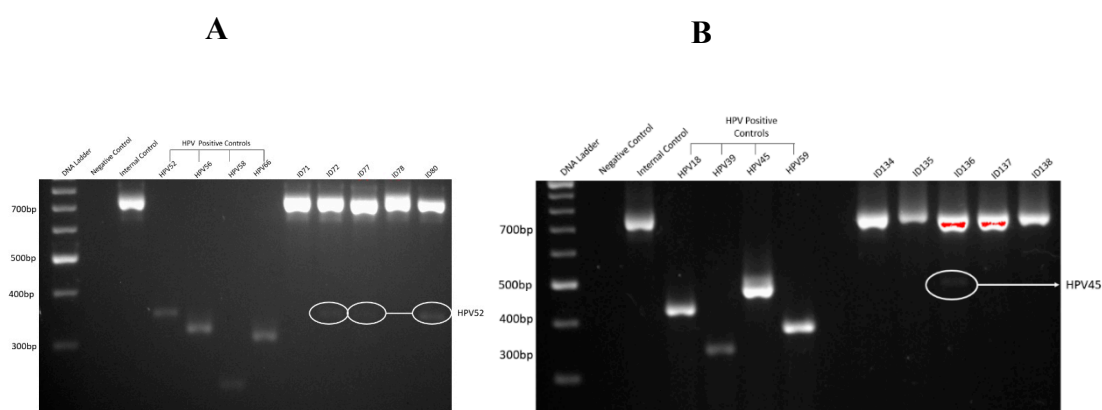 A
DNA Ladder
Negative Control
Internal Control
HPV Positive Controls
HPV52
HPV56
HPV58
HPV66
ID71
ID72
ID77
ID78
ID80
700bp
500bp
400bp
300bp
HPV52
B
DNA Ladder
Negative Control
Internal Control
HPV Positive
Controls
HPV18
HPV39
HPV45
HPV59
ID134
ID135
ID136
ID137
ID138
700bp
500bp
400bp
300bp
HPV45